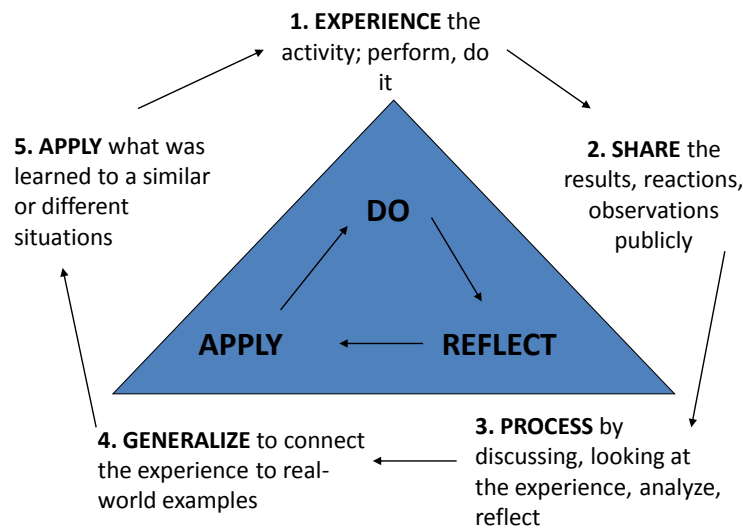 1. EXPERIENCE the
activity; perform, do
it
2. SHARE the
results, reactions,
observations
publicly
3. PROCESS by
discussing, looking at
the experience, analyze,
reflect
4. GENERALIZE to connect
the experience to real-
world examples
5. APPLY what was
learned to a similar
or different
situations
DO
REFLECT
APPLY